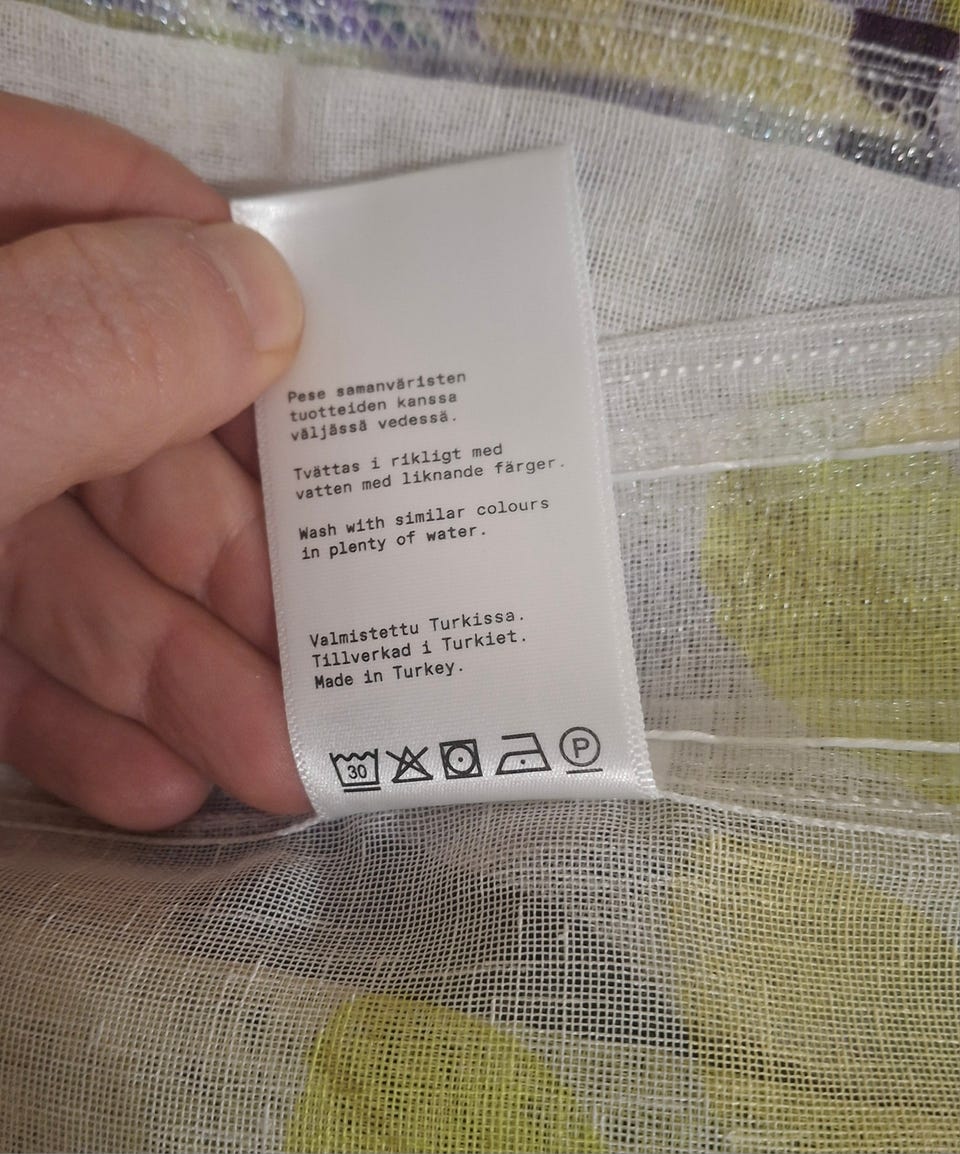 Pese samanväristen
tuotteiden kanssa
väljässä vedessä.
Tvättas i rikligt med
vatten med liknande färger.
Wash with similar colours
in plenty of water.
Valmistettu Turkissa.
Tillverkad i Turkiet.
Made in Turkey.
30 P